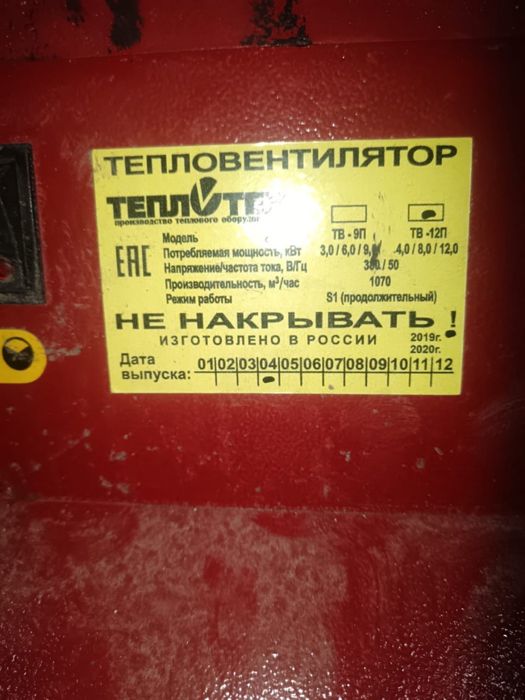 ТЕПЛОВЕНТИЛЯТОР
производство теплового
ТВ - 9П ТВ -12П
Модель
Потребляемая мощность, кВт 3,0 / 6,0 / 9,0 4,0 / 8,0 / 12,0
Напряжение/частота тока, В/Гц 380 / 50
Производительность, м³/час 1070
Режим работы S1 (продолжительный)
EAC
НЕ НАКРЫВАТЬ !
ИЗГОТОВЛЕНО В РОССИИ 2019г.
2020г.
Дата
выпуска: 01 02 03 04 05 06 07 08 09 10 11 12